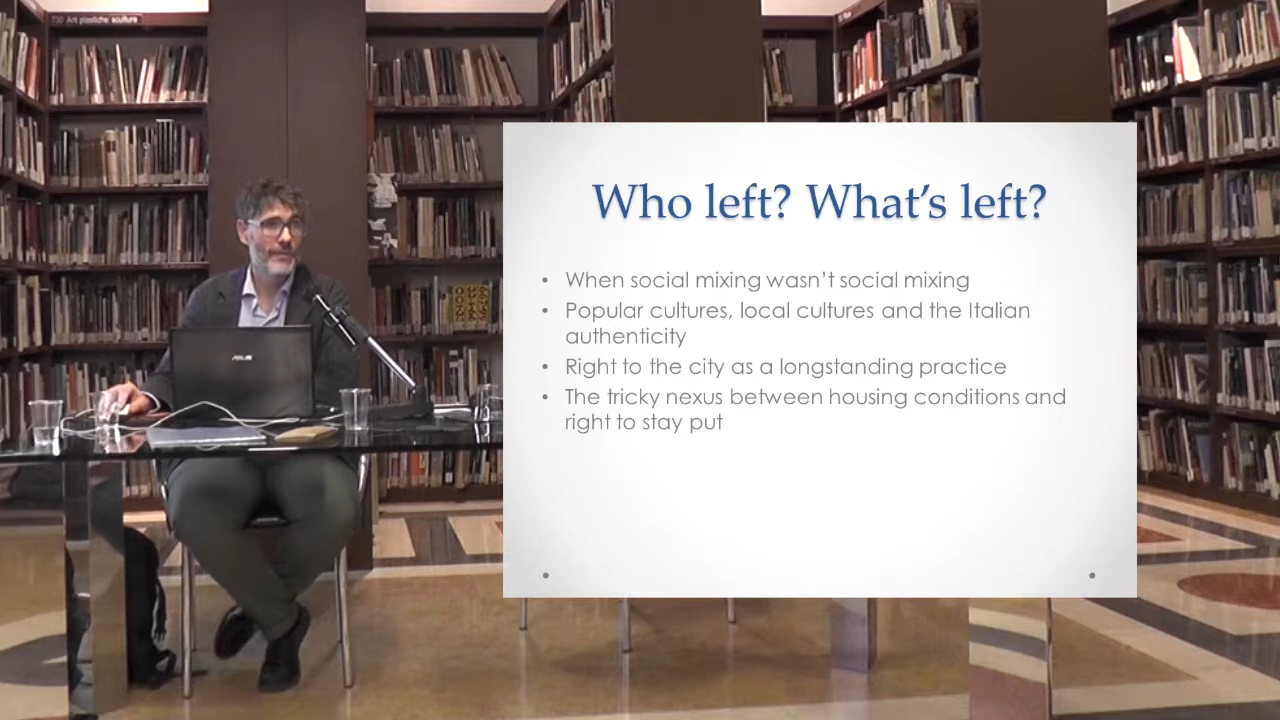 730 Arti plastiche sculture
Who left? What's left?
• When social mixing wasn't social mixing
• Popular cultures, local cultures and the Italian
authenticity
• Right to the city as a longstanding practice
• The tricky nexus between housing conditions and
right to stay put
ASUS